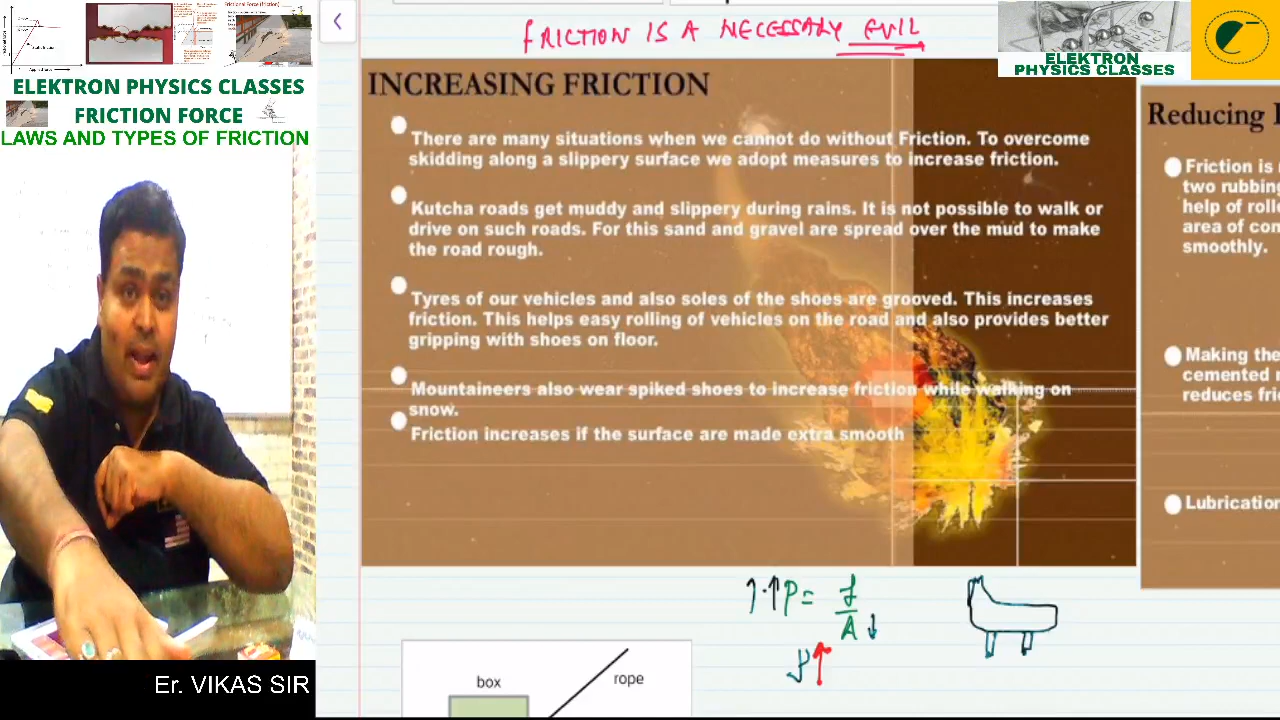 ELEKTRON PHYSICS CLASSES
FRICTION FORCE
LAWS AND TYPES OF FRICTION
FRICTION IS A NECESSARY EVIL
ELEKTRON
PHYSICS CLASSES
INCREASING FRICTION
There are many situations when we cannot do without Friction. To overcome
skidding along a slippery surface we adopt measures to increase friction.
Kutcha roads get muddy and slippery during rains. It is not possible to walk or
drive on such roads. For this sand and gravel are spread over the mud to make
the road rough.
Tyres of our vehicles and also soles of the shoes are grooved. This increases
friction. This helps easy rolling of vehicles on the road and also provides better
gripping with shoes on floor.
Mountaineers also wear spiked shoes to increase friction while walking on
snow.
Friction increases if the surface are made extra smooth
Reducing
Friction is
two rubbing
help of
area of
smoothly.
Making the
cemented
reduces
Lubrication
↑·↑ P = f
A ↓
↑
box
rope
Er. VIKAS SIR